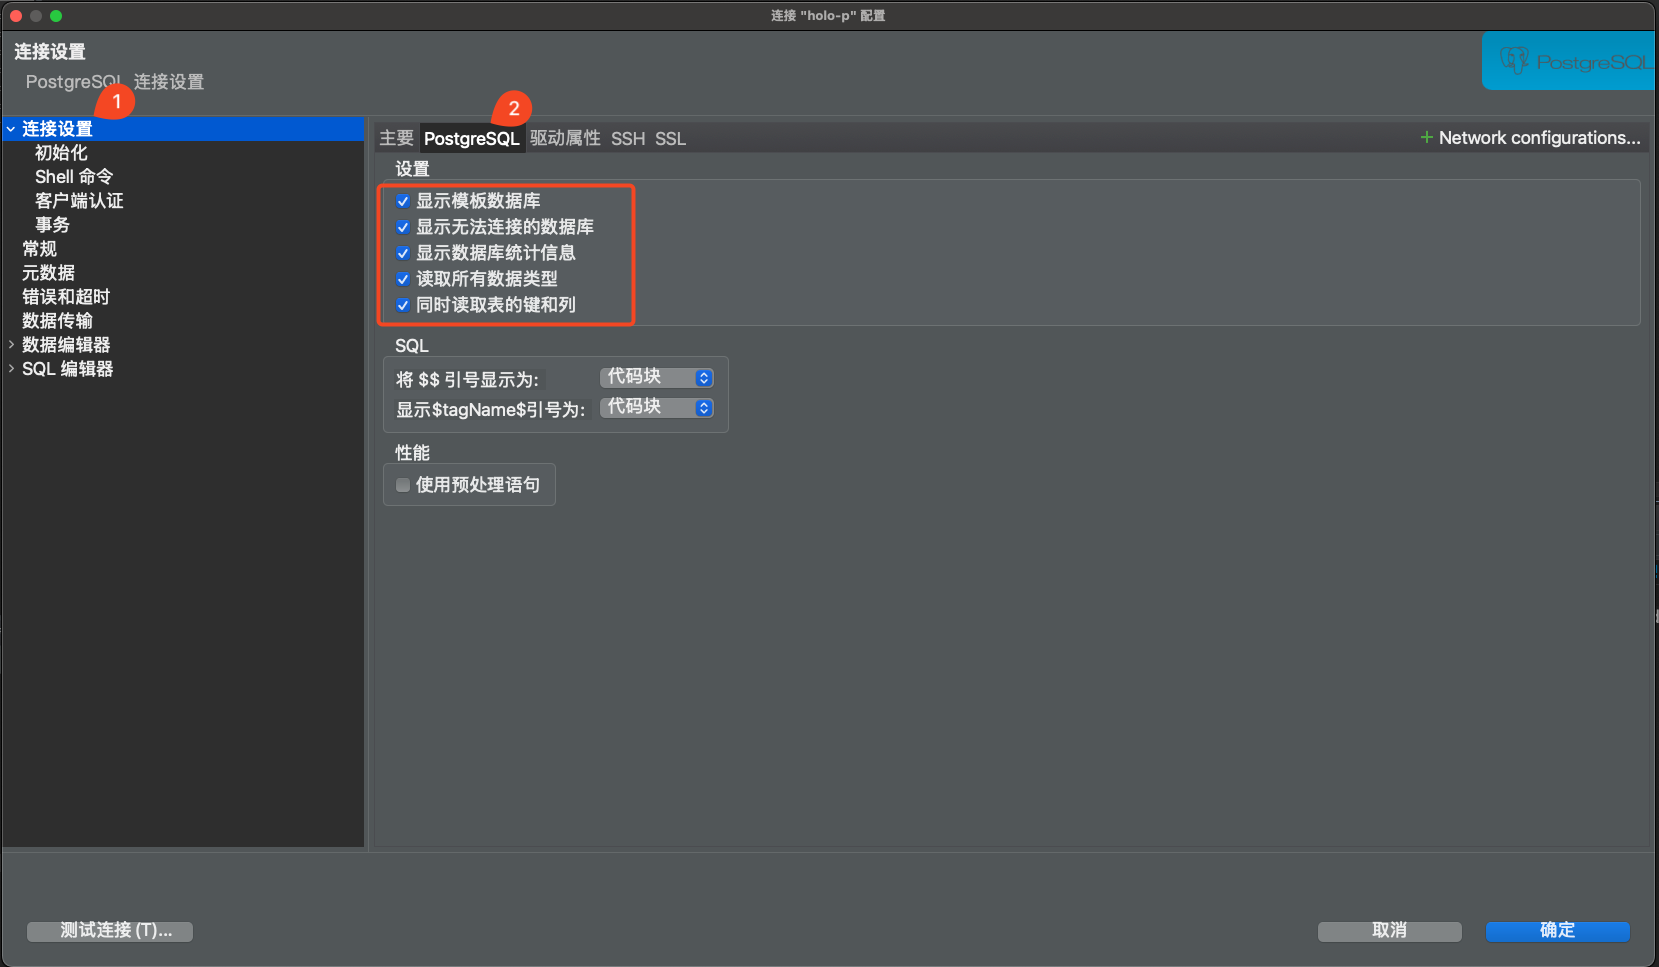 连接 "holo-p" 配置
连接设置
PostgreSQL 连接设置
PostgreSQL
1
2
连接设置
初始化
Shell 命令
客户端认证
事务
常规
元数据
错误和超时
数据传输
数据编辑器
SQL 编辑器
主要 PostgreSQL 驱动属性 SSH SSL
+ Network configurations...
设置
显示模板数据库
显示无法连接的数据库
显示数据库统计信息
读取所有数据类型
同时读取表的键和列
SQL
将 $$ 引号显示为: 代码块
显示$tagName$引号为: 代码块
性能
使用预处理语句
测试连接 (T)...
取消
确定